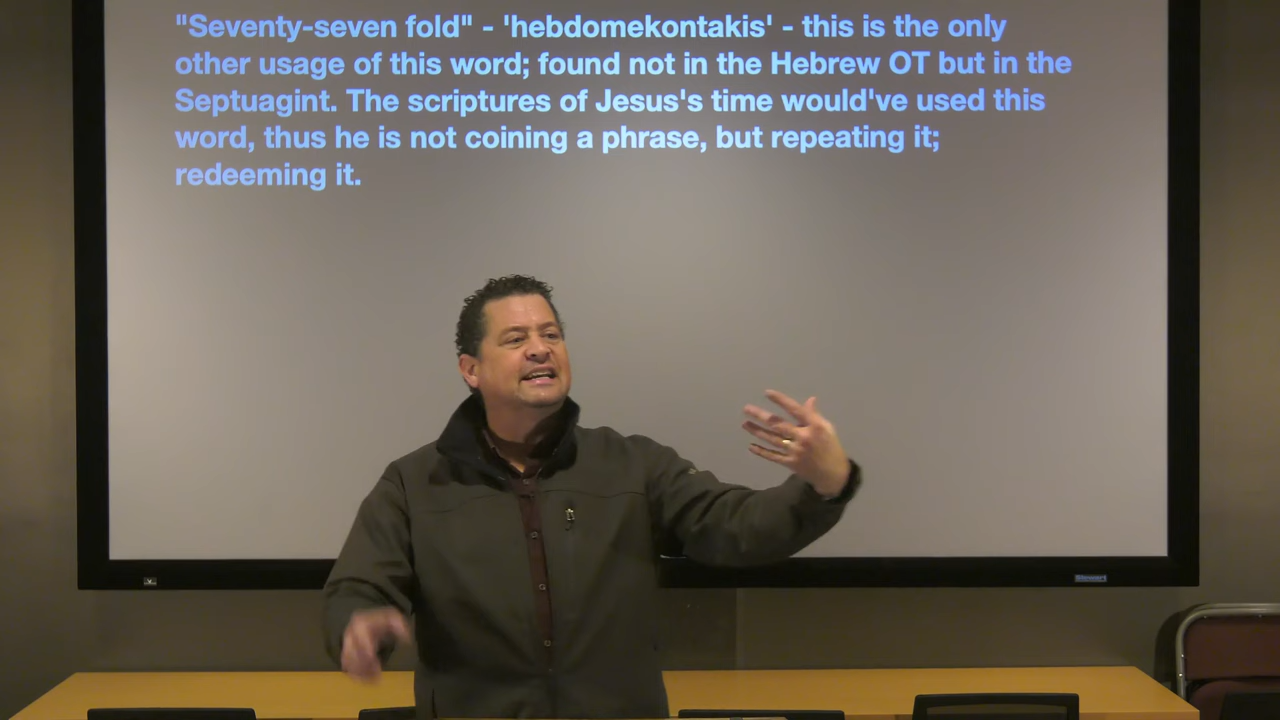 "Seventy-seven fold" - 'hebdomekontakis' - this is the only
other usage of this word; found not in the Hebrew OT but in the
Septuagint. The scriptures of Jesus's time would've used this
word, thus he is not coining a phrase, but repeating it;
redeeming it.
Stewart